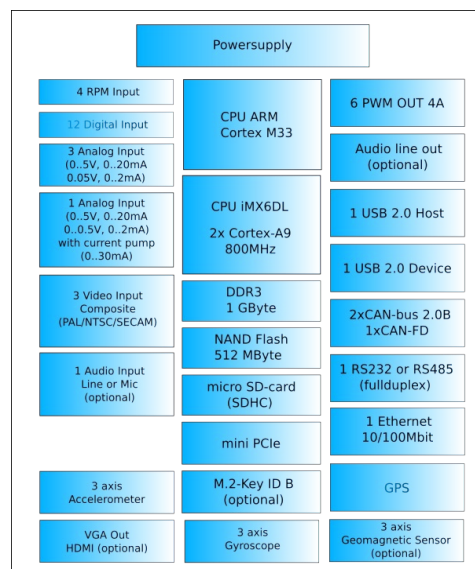 Powersupply
4 RPM Input
12 Digital Input
3 Analog Input
(0..5V, 0..20mA
0.05V, 0..2mA)
1 Analog Input
(0..5V, 0..20mA
0..0.5V, 0..2mA)
with current pump
(0..30mA)
3 Video Input
Composite
(PAL/NTSC/SECAM)
1 Audio Input
Line or Mic
(optional)
3 axis
Accelerometer
VGA Out
HDMI (optional)
CPU ARM
Cortex M33
CPU iMX6DL
2x Cortex-A9
800MHz
DDR3
1 GByte
NAND Flash
512 MByte
micro SD-card
(SDHC)
mini PCIe
M.2-Key ID B
(optional)
3 axis
Gyroscope
6 PWM OUT 4A
Audio line out
(optional)
1 USB 2.0 Host
1 USB 2.0 Device
2xCAN-bus 2.0B
1xCAN-FD
1 RS232 or RS485
(fullduplex)
1 Ethernet
10/100Mbit
GPS
3 axis
Geomagnetic Sensor
(optional)